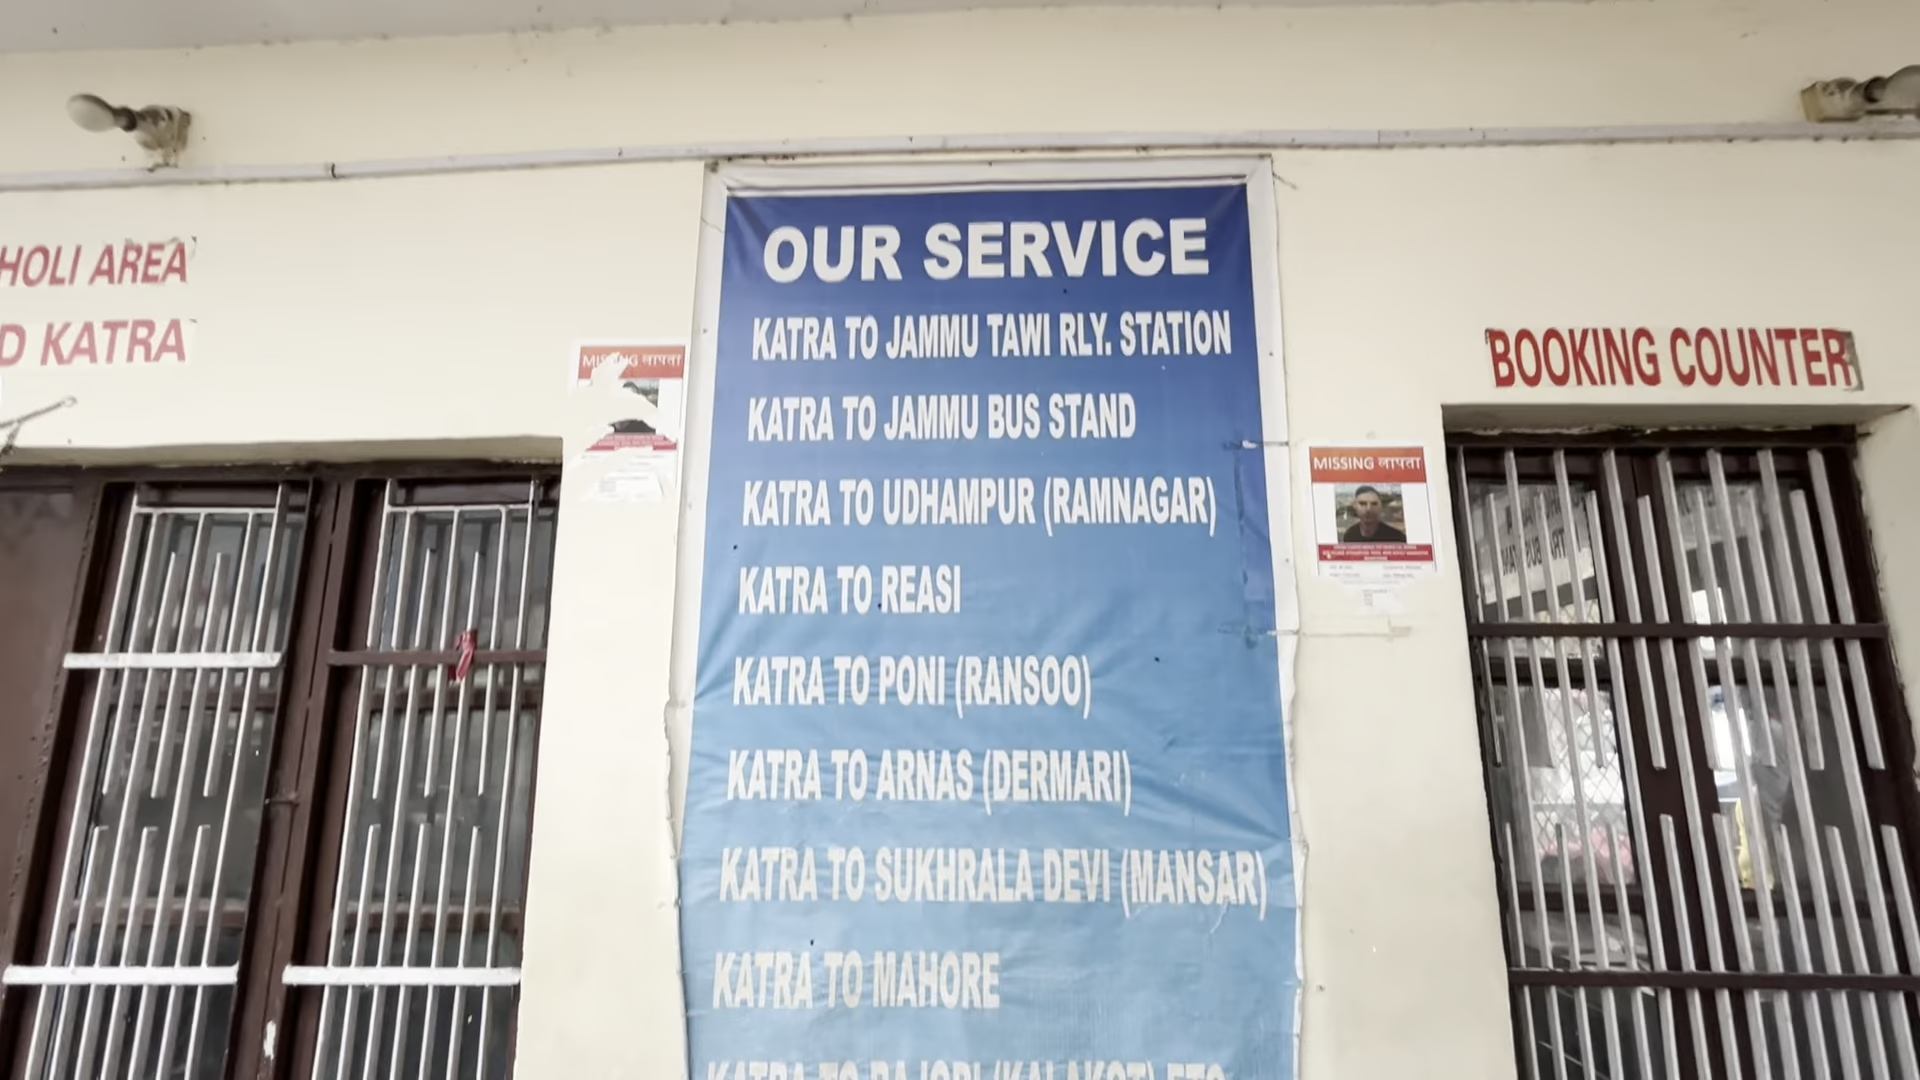 HOLI AREA
D KATRA
MISSING लापता
OUR SERVICE
KATRA TO JAMMU TAWI RLY. STATION
KATRA TO JAMMU BUS STAND
KATRA TO UDHAMPUR (RAMNAGAR)
KATRA TO REASI
KATRA TO PONI (RANSOO)
KATRA TO ARNAS (DERMARI)
KATRA TO SUKHRALA DEVI (MANSAR)
KATRA TO MAHORE
KATRA TO RAJORI (KALAKOT) ETC
MISSING लापता
BOOKING COUNTER